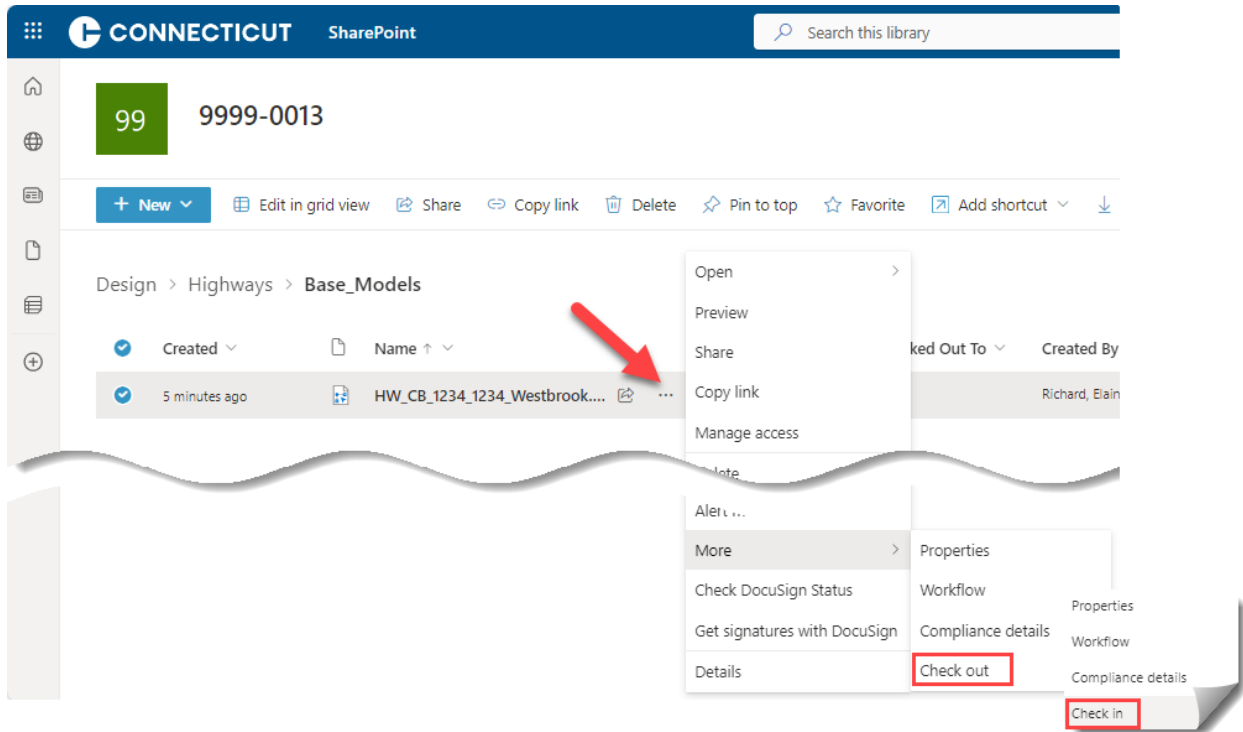 CONNECTICUT SharePoint Search this library
99 9999-0013
+ New Edit in grid view Share Copy link Delete Pin to top Favorite Add shortcut
Design > Highways > Base_Models
Created Name ↑ ked Out To Created By
5 minutes ago HW_CB_1234_1234_Westbrook.... ... Richard, Elain
Open >
Preview
Share
Copy link
Manage access
More >
Check DocuSign Status
Get signatures with DocuSign
Details
Properties
Workflow
Compliance details
Check out
Properties
Workflow
Compliance details
Check in